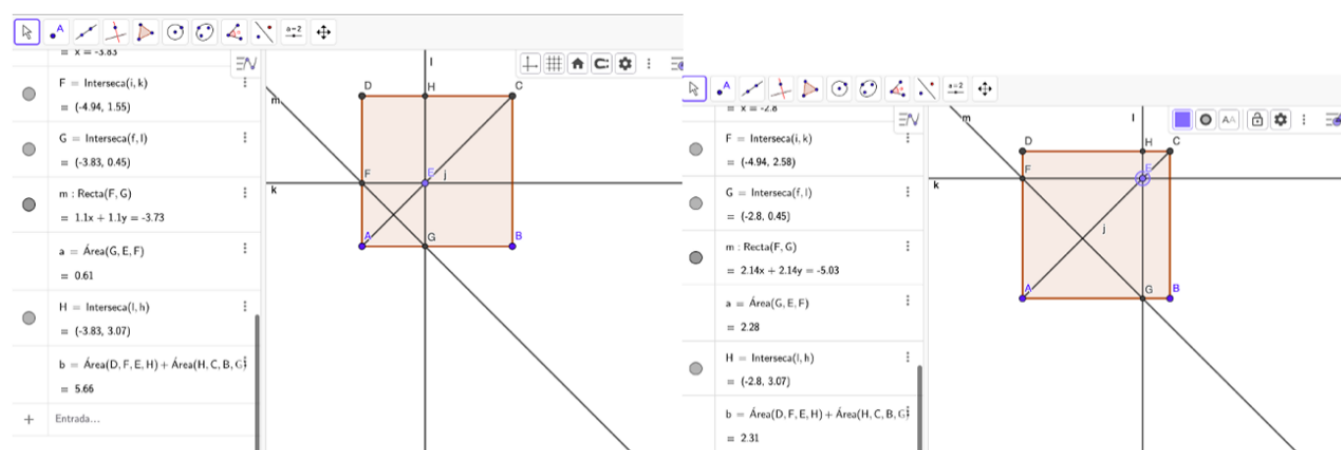 A
a=2
= x = -3.83
F = Interseca(i, k)
= (-4.94, 1.55)
G = Interseca(f, l)
= (-3.83, 0.45)
m : Recta(F, G)
= 1.1x + 1.1y = -3.73
a = Área(G, E, F)
= 0.61
H = Interseca(l, h)
= (-3.83, 3.07)
b = Área(D, F, E, H) + Área(H, C, B, G)
= 5.66
+ Entrada...
l
D H C
m
F E j
k
A G B
A
a=2
= x = -2.8
F = Interseca(i, k)
= (-4.94, 2.58)
G = Interseca(f, l)
= (-2.8, 0.45)
m : Recta(F, G)
= 2.14x + 2.14y = -5.03
a = Área(G, E, F)
= 2.28
H = Interseca(l, h)
= (-2.8, 3.07)
b = Área(D, F, E, H) + Área(H, C, B, G)
= 2.31
AA
m l
D H C
F E
k
j
A G B